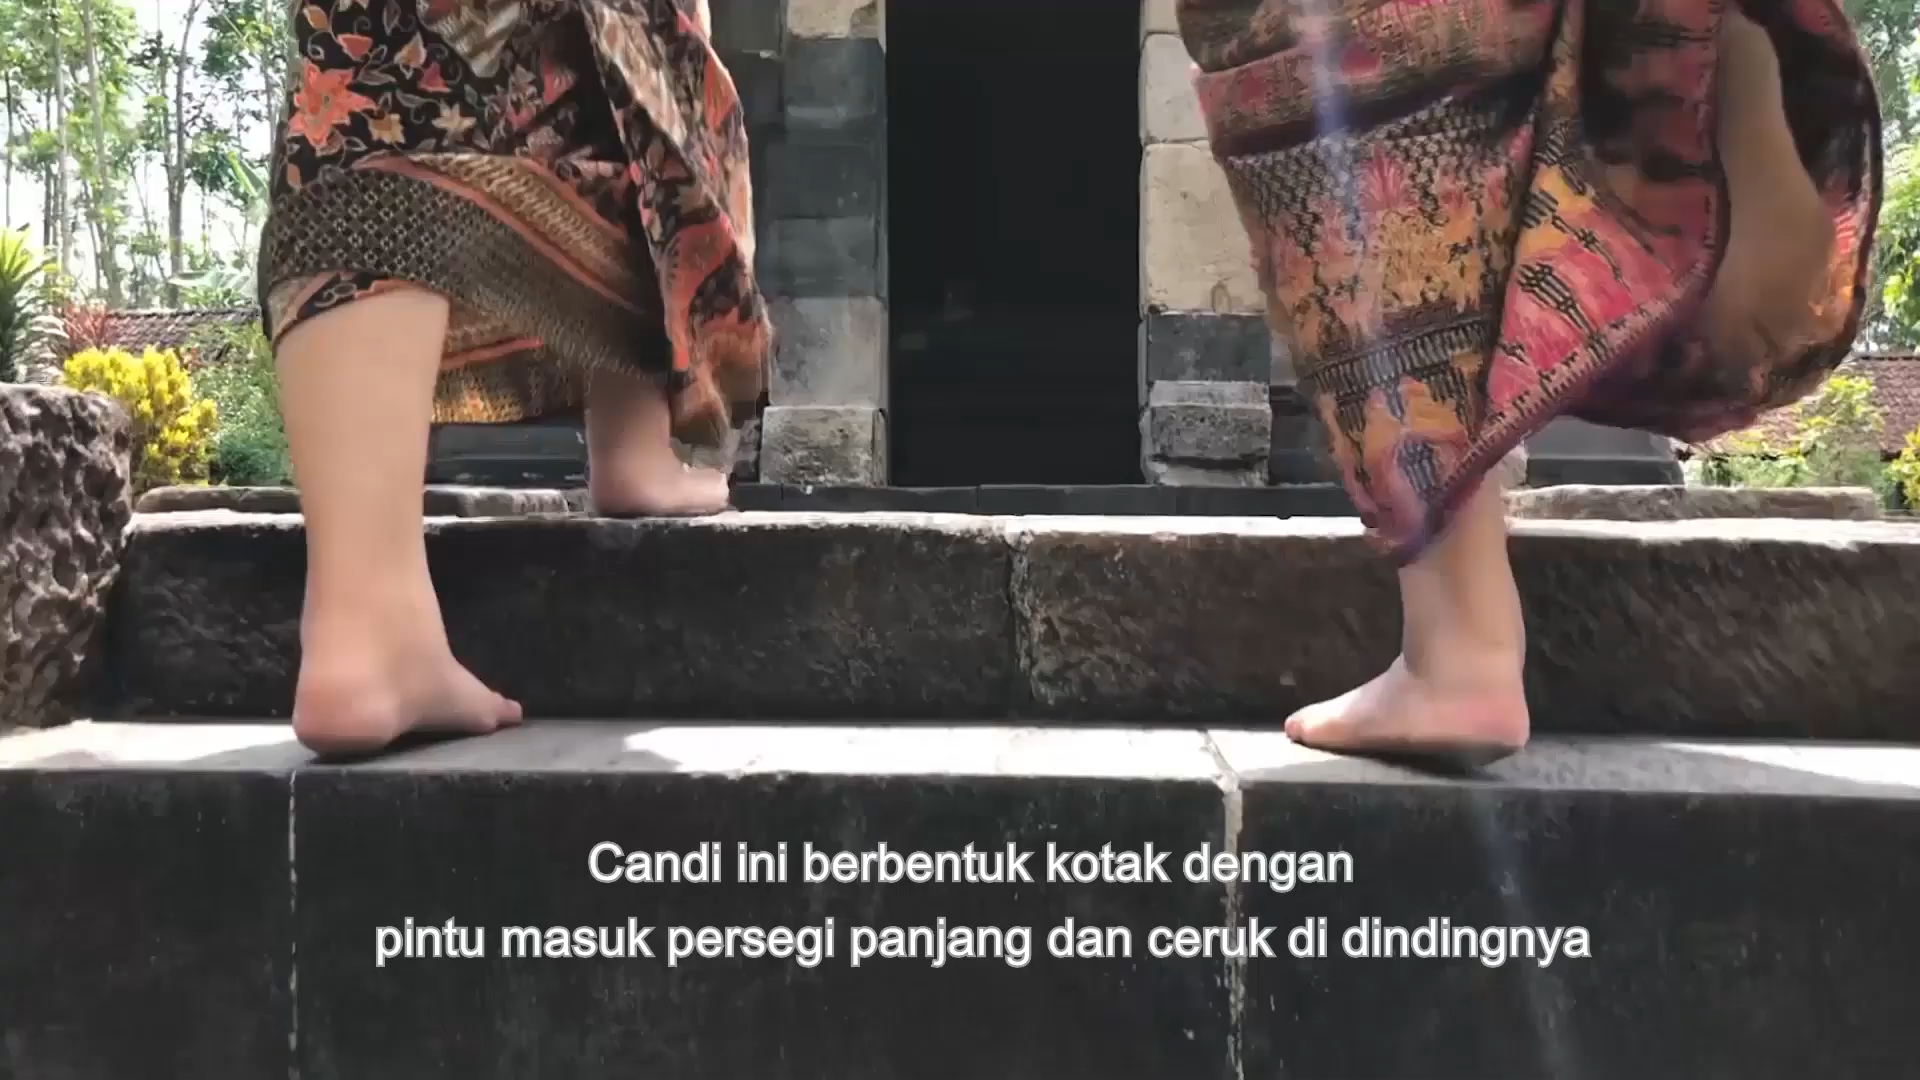 Candi ini berbentuk kotak dengan
pintu masuk persegi panjang dan ceruk di dindingnya